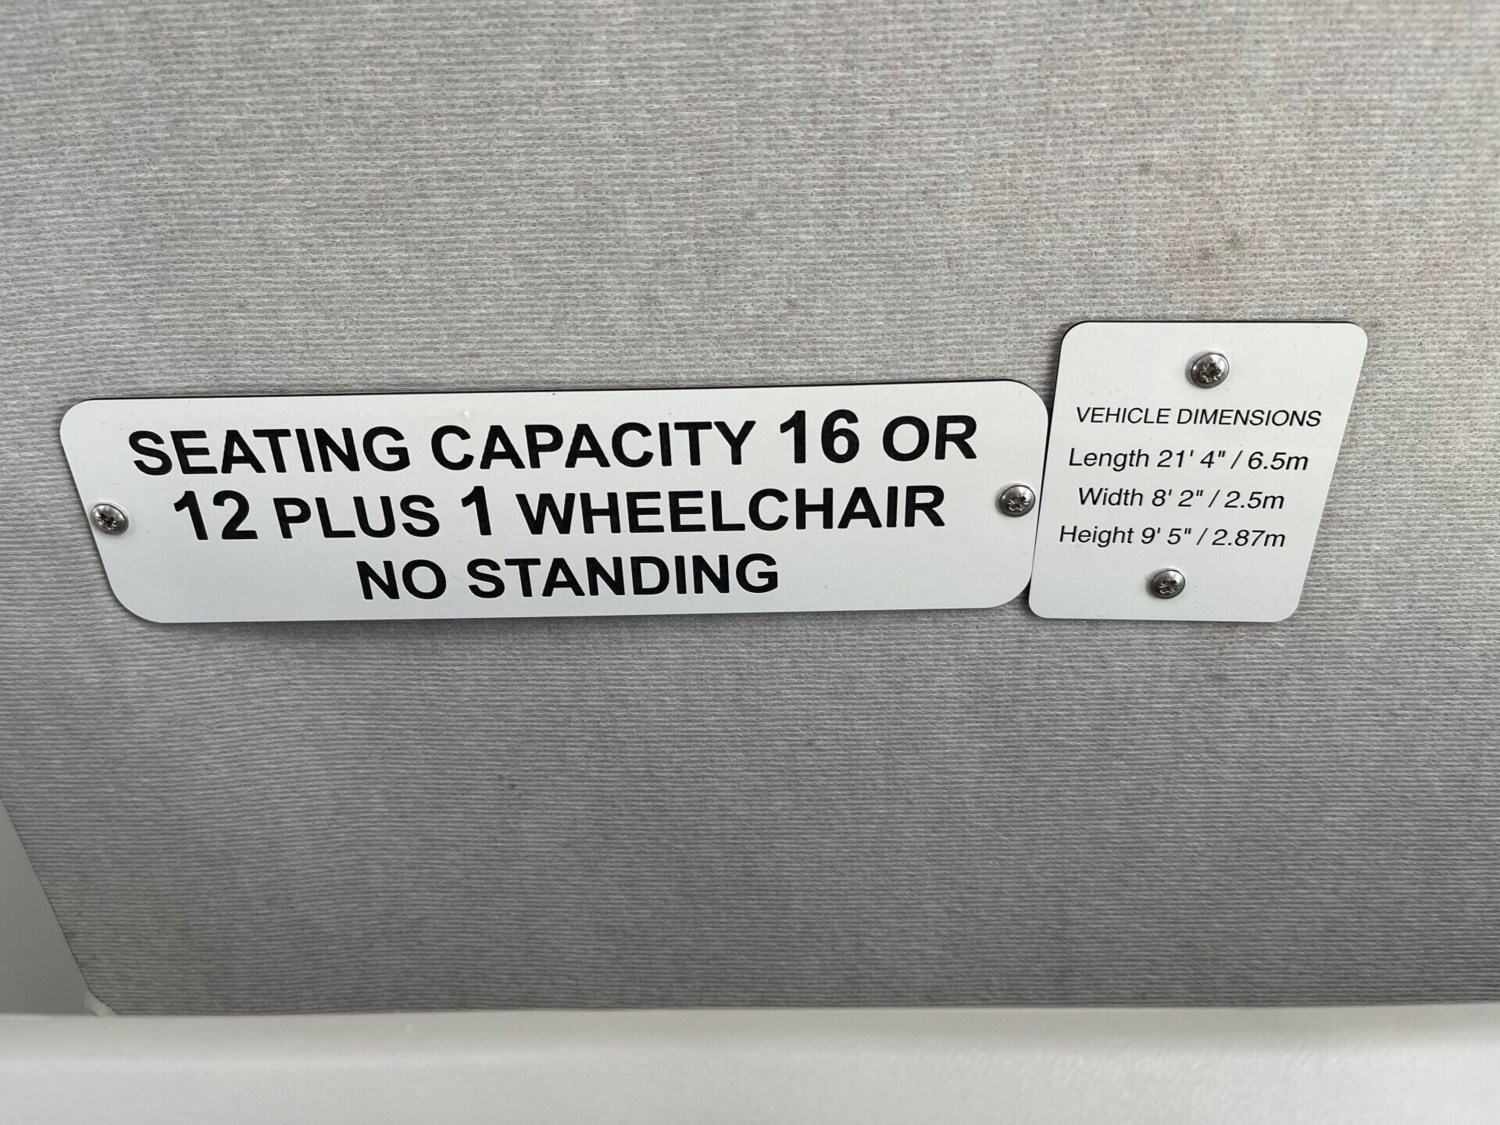 SEATING CAPACITY 16 OR
12 PLUS 1 WHEELCHAIR
NO STANDING
VEHICLE DIMENSIONS
Length 21' 4" / 6.5m
Width 8' 2" / 2.5m
Height 9' 5" / 2.87m